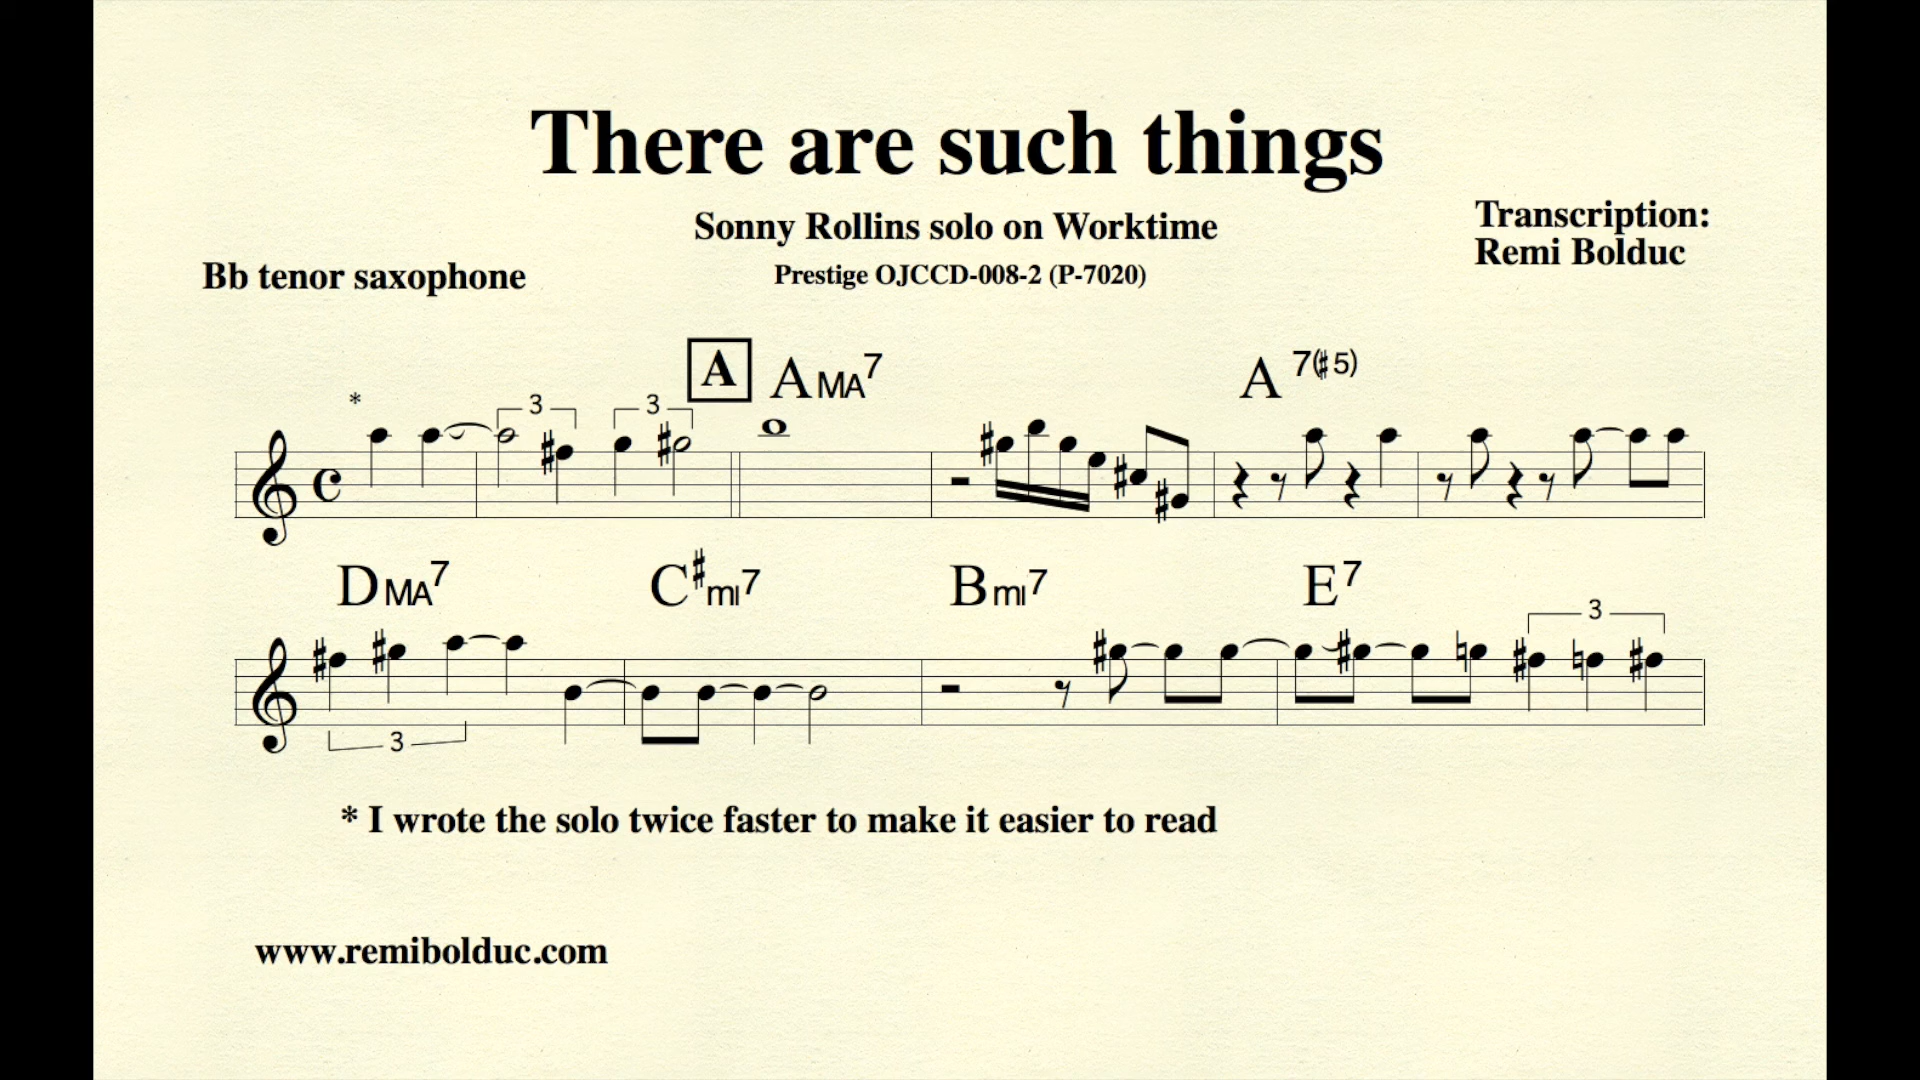 There are such things
Sonny Rollins solo on Worktime
Transcription:
Remi Bolduc
Bb tenor saxophone
Prestige OJCCD-008-2 (P-7020)
A AMA7 A7(♯5)
* 3 3
DMA7 C♯mi7 Bmi7 E7
3
3
* I wrote the solo twice faster to make it easier to read
www.remibolduc.com